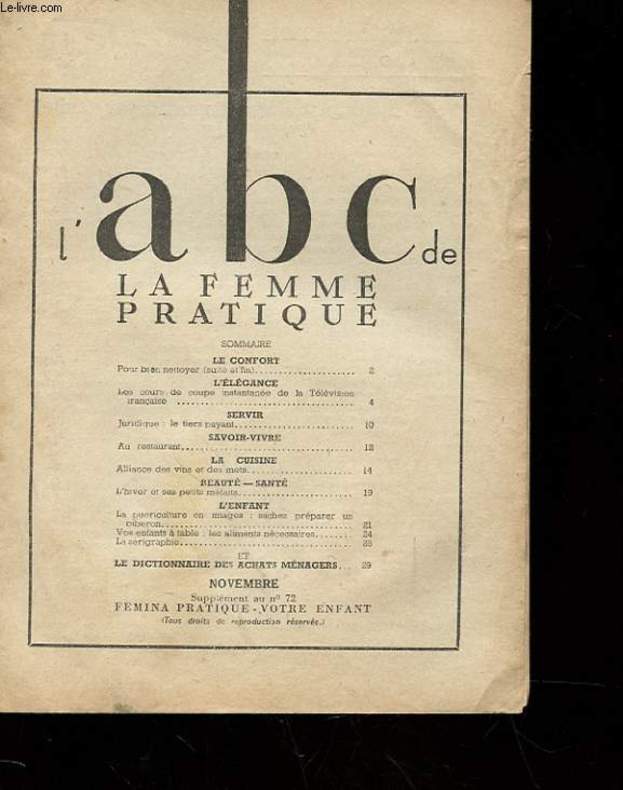 Le-livre.com
l'abc de
LA FEMME
PRATIQUE
SOMMAIRE
LE CONFORT
Pour bien nettoyer (suite et fin) 2
L'ÉLÉGANCE
Les cours de coupe instantanée de la Télévision
française 4
SERVIR
Juridique : le tiers payant 10
SAVOIR-VIVRE
Au restaurant 12
LA CUISINE
Alliance des vins et des mets 14
BEAUTÉ — SANTÉ
L'hiver et ses petits méfaits 19
L'ENFANT
La puériculture en images : sachez préparer un
biberon 21
Vos enfants à table : les aliments nécessaires 24
La sérigraphie
ET
LE DICTIONNAIRE DES ACHATS MÉNAGERS 29
NOVEMBRE
Supplément au nº 72
FEMINA PRATIQUE - VOTRE ENFANT
(Tous droits de reproduction réservés.)